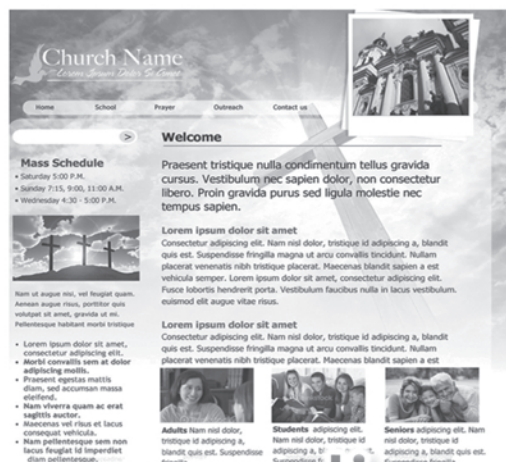 Church Name
Lorem Ipsum Dolor Si Amet
Home School Prayer Outreach Contact us
>
Mass Schedule
• Saturday 5:00 P.M.
• Sunday 7:15, 9:00, 11:00 A.M.
• Wednesday 4:30 - 5:00 P.M.
Nam ut augue nisi, vel feugiat quam.
Aenean augue risus, porttitor quis
volutpat sit amet, gravida ut mi.
Pellentesque habitant morbi tristique
• Lorem ipsum dolor sit amet,
consectetur adipiscing elit.
• Morbi convallis sem at dolor
adipiscing mollis.
• Praesent egestas mattis
diam, sed accumsan massa
eleifend.
• Nam viverra quam ac erat
sagittis auctor.
• Maecenas vel risus et lacus
consequat vehicula.
• Nam pellentesque sem non
lacus feugiat id imperdiet
diam pellentesque.
Welcome
Praesent tristique nulla condimentum tellus gravida
cursus. Vestibulum nec sapien dolor, non consectetur
libero. Proin gravida purus sed ligula molestie nec
tempus sapien.
Lorem ipsum dolor sit amet
Consectetur adipiscing elit. Nam nisl dolor, tristique id adipiscing a, blandit
quis est. Suspendisse fringilla magna ut arcu convallis tincidunt. Nullam
placerat venenatis nibh tristique placerat. Maecenas blandit sapien a est
vehicula semper. Lorem ipsum dolor sit amet, consectetur adipiscing elit.
Fusce lobortis hendrerit porta. Vestibulum faucibus nulla in lacus vestibulum.
euismod elit augue vitae risus.
Lorem ipsum dolor sit amet
Consectetur adipiscing elit. Nam nisl dolor, tristique id adipiscing a, blandit
quis est. Suspendisse fringilla magna ut arcu convallis tincidunt. Nullam
placerat venenatis nibh tristique placerat. Maecenas blandit sapien a est
Adults Nam nisl dolor,
tristique id adipiscing a,
blandit quis est. Suspendisse
Students adipiscing elit.
Nam nisl dolor, tristique id
adipiscing a,
Seniors adipiscing elit. Nam
nisl dolor, tristique id
adipiscing a, blandit quis